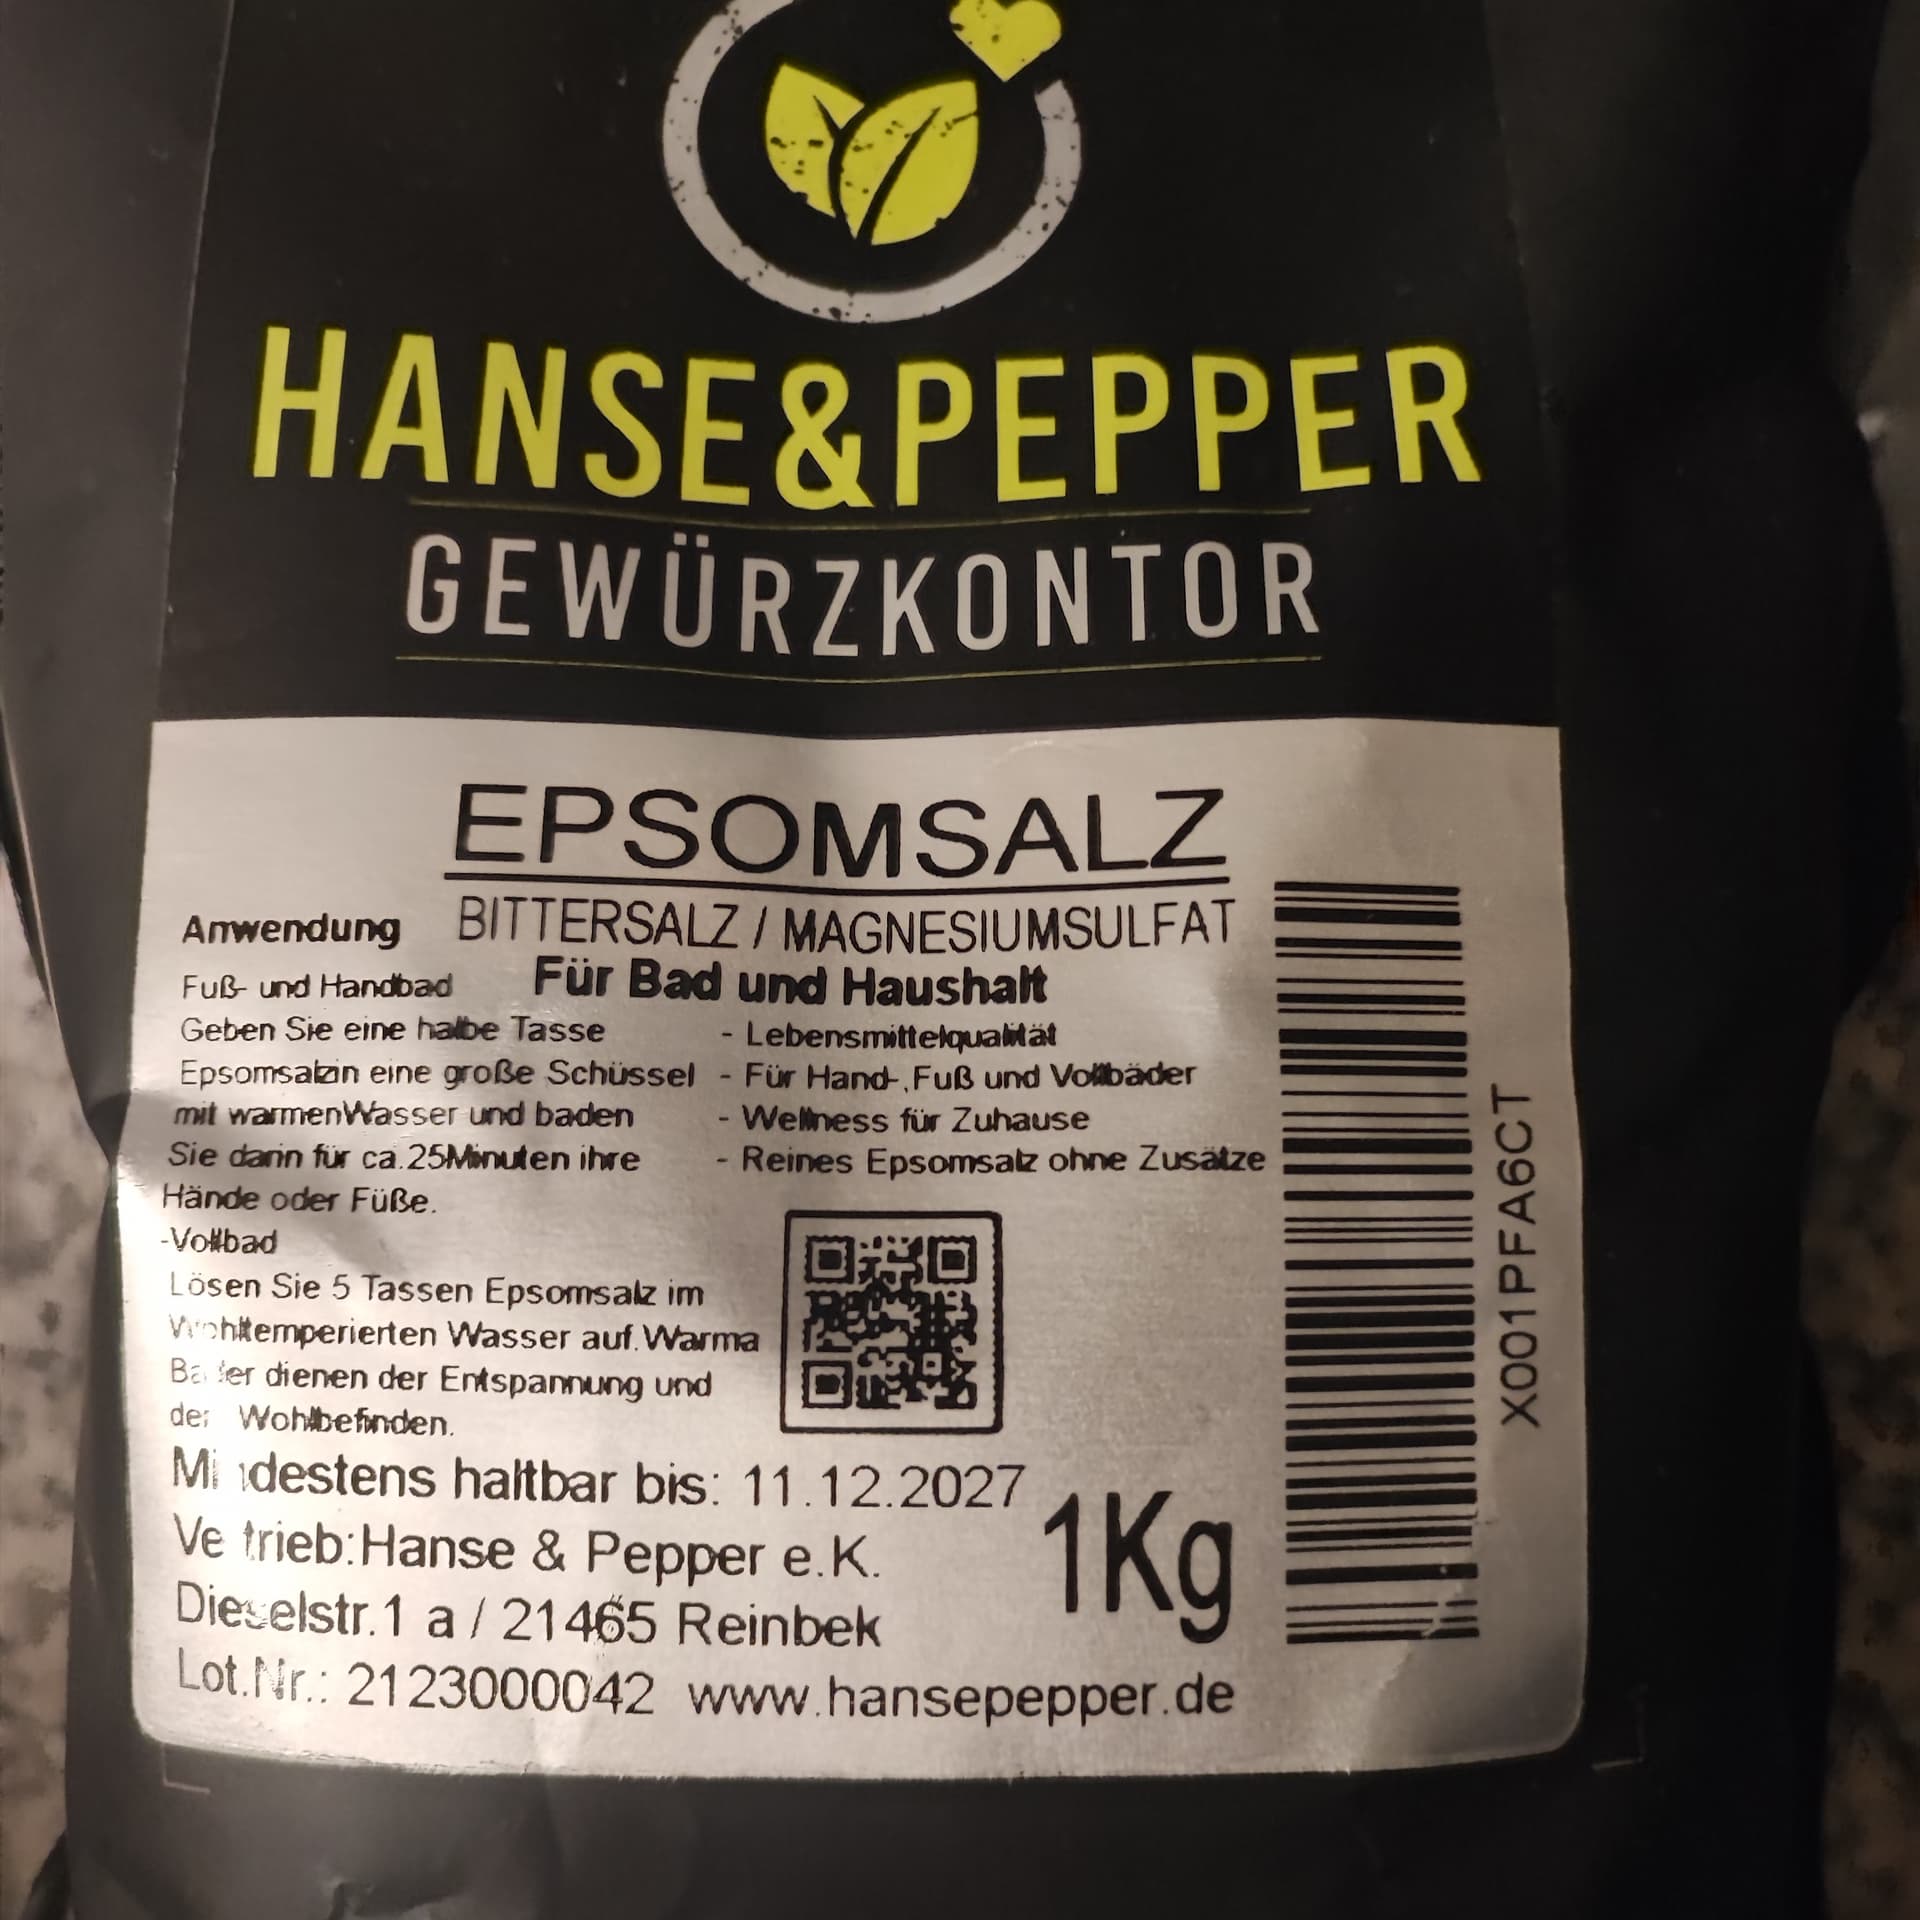 HANSE&PEPPER
GEWÜRZKONTOR
EPSOMSALZ
BITTERSALZ / MAGNESIUMSULFAT
Für Bad und Haushalt
Anwendung
Fuß- und Handbad
Geben Sie eine halbe Tasse
Epsomsalzin eine große Schüssel
mit warmenWasser und baden
Sie darin für ca.25Minuten ihre
Hände oder Füße.
-Vollbad
Lösen Sie 5 Tassen Epsomsalz im
Wohltemperierten Wasser auf.Warma
dienen der Entspannung und
Wohlbefinden.
- Lebensmittelqualität
- Für Hand-,Fuß und Vollbäder
- Wellness für Zuhause
- Reines Epsomsalz ohne Zusätze
Mindestens haltbar bis: 11.12.2027
Vertrieb:Hanse & Pepper e.K.
Dieselstr.1 a / 21465 Reinbek
Lot.Nr.: 2123000042 www.hansepepper.de
1Kg
X001PFA6CT